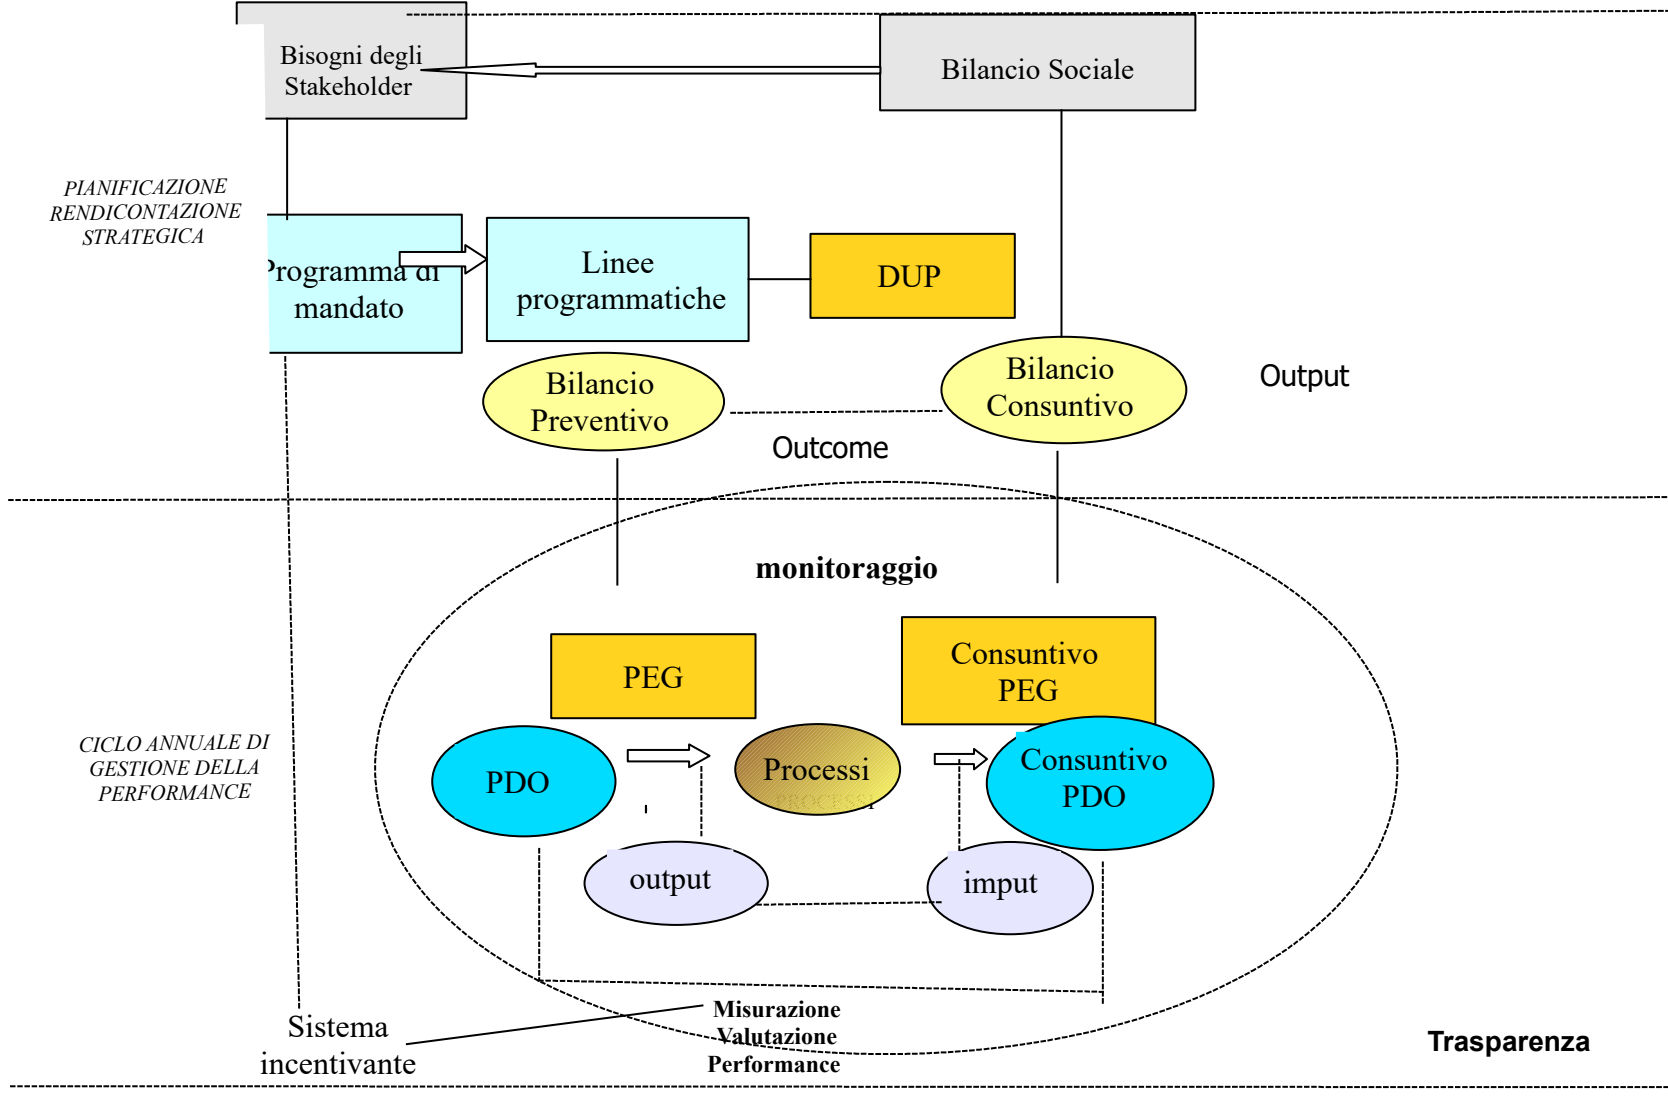 Bisogni degli
Stakeholder
Bilancio Sociale
PIANIFICAZIONE
RENDICONTAZIONE
STRATEGICA
Programma di
mandato
Linee
programmatiche
DUP
Bilancio
Preventivo
Bilancio
Consuntivo
Output
Outcome
monitoraggio
PEG
Consuntivo
PEG
CICLO ANNUALE DI
GESTIONE DELLA
PERFORMANCE
PDO
Processi
PROCESSI
Consuntivo
PDO
output
imput
Sistema
incentivante
Misurazione
Valutazione
Performance
Trasparenza